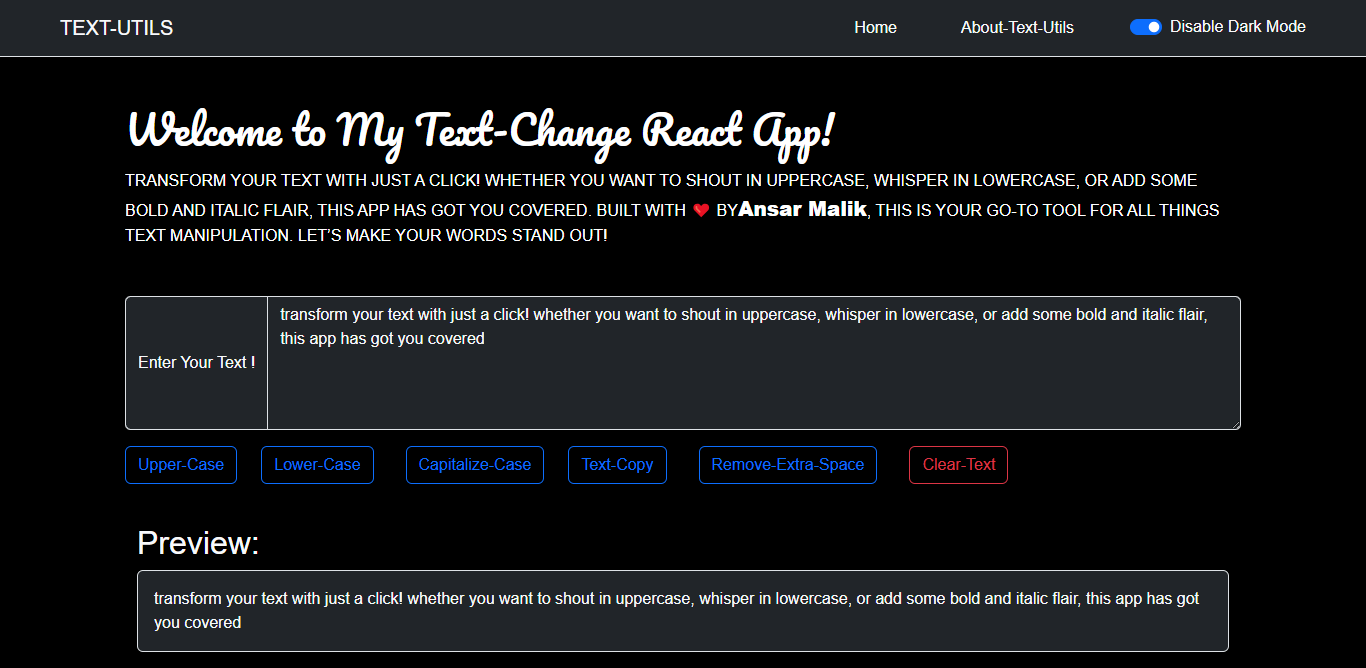 TEXT-UTILS Home About-Text-Utils Disable Dark Mode
Welcome to My Text-Change React App!
TRANSFORM YOUR TEXT WITH JUST A CLICK! WHETHER YOU WANT TO SHOUT IN UPPERCASE, WHISPER IN LOWERCASE, OR ADD SOME
BOLD AND ITALIC FLAIR, THIS APP HAS GOT YOU COVERED. BUILT WITH ❤️ BYAnsar Malik, THIS IS YOUR GO-TO TOOL FOR ALL THINGS
TEXT MANIPULATION. LET’S MAKE YOUR WORDS STAND OUT!
Enter Your Text !
transform your text with just a click! whether you want to shout in uppercase, whisper in lowercase, or add some bold and italic flair,
this app has got you covered
Upper-Case Lower-Case Capitalize-Case Text-Copy Remove-Extra-Space Clear-Text
Preview:
transform your text with just a click! whether you want to shout in uppercase, whisper in lowercase, or add some bold and italic flair, this app has got
you covered